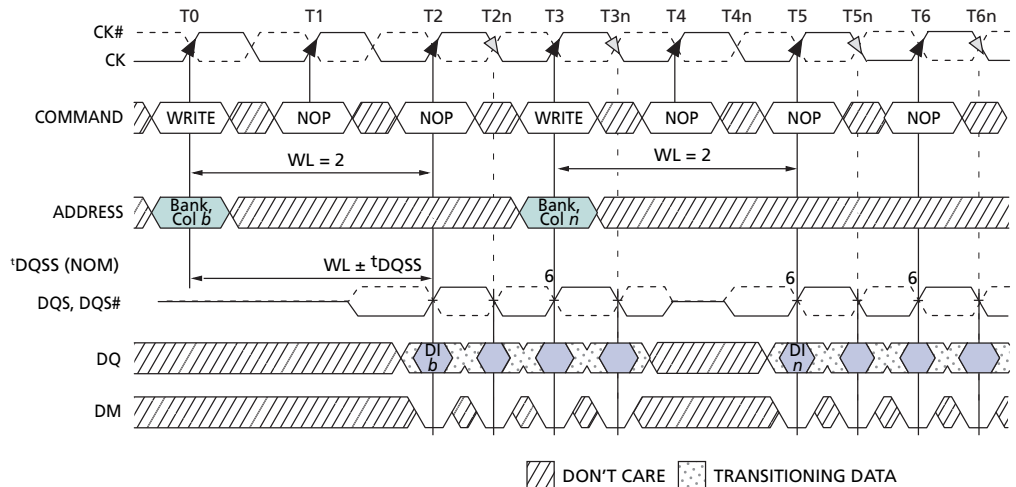 T0 T1 T2 T2n T3 T3n T4 T4n T5 T5n T6 T6n
CK#
CK
COMMAND WRITE NOP NOP WRITE NOP NOP NOP
WL = 2 WL = 2
ADDRESS Bank, Col b Bank, Col n
tDQSS (NOM) WL ± tDQSS
6 6 6
DQS, DQS#
DQ DI b DI n
DM
DON'T CARE TRANSITIONING DATA